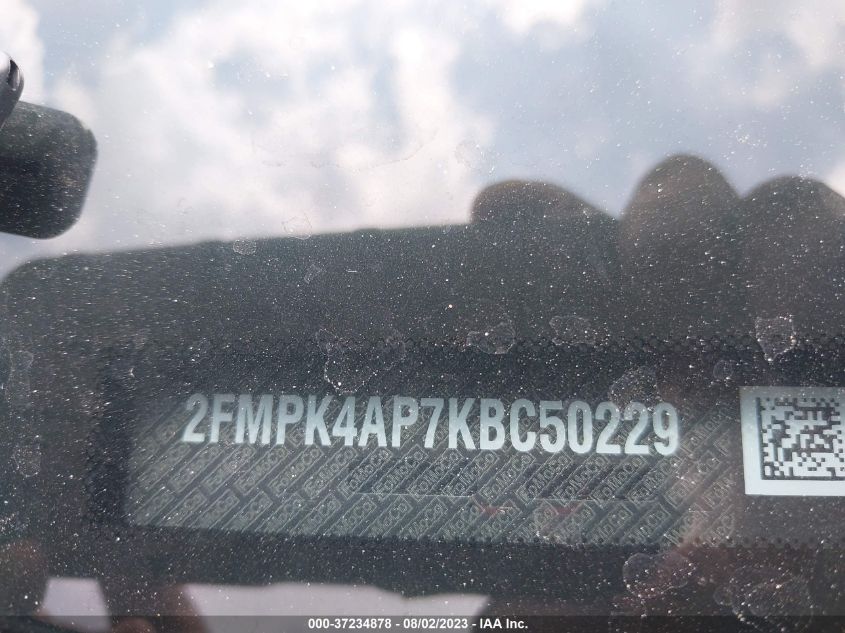 2FMPK4AP7KBC50229
000-37234878 - 08/02/2023 - IAA Inc.